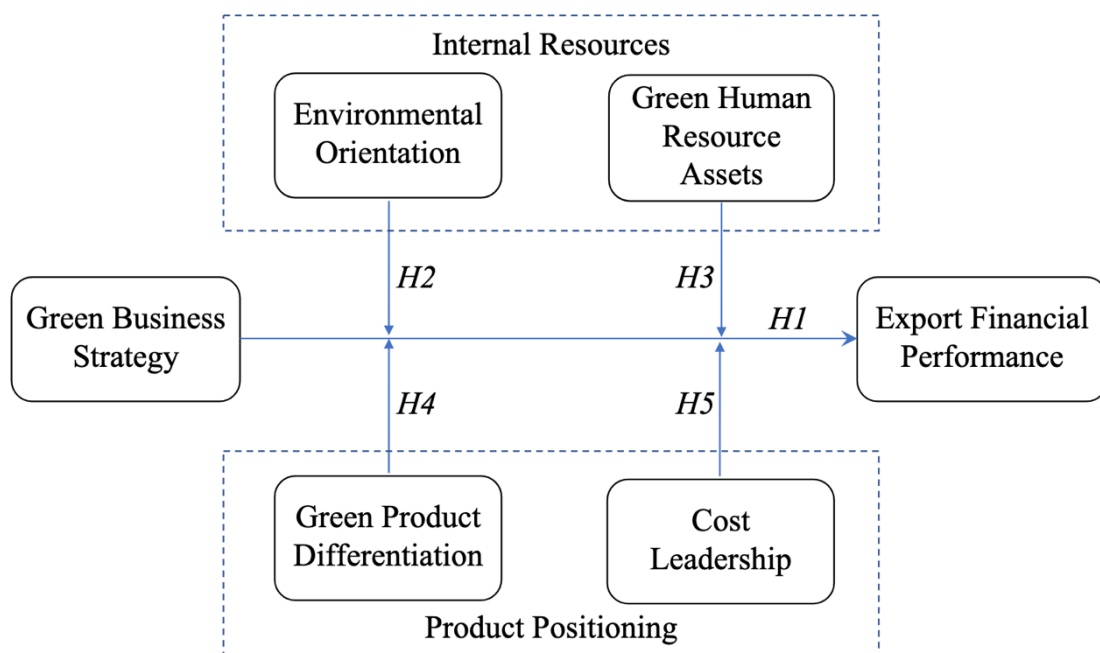 Internal Resources
Environmental
Orientation
Green Human
Resource
Assets
H2
H3
Green Business
Strategy
H1
Export Financial
Performance
H4
H5
Green Product
Differentiation
Cost
Leadership
Product Positioning